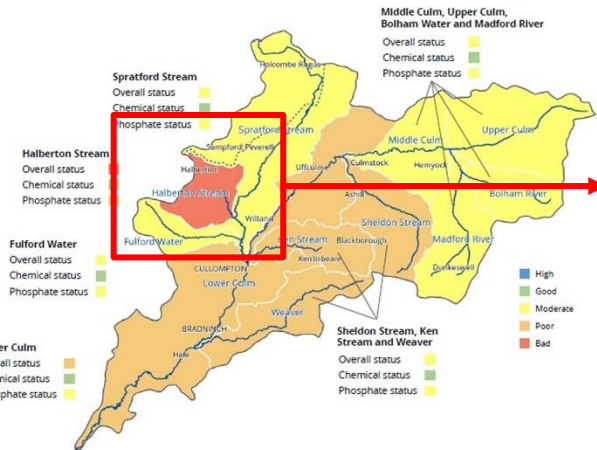 Middle Culm, Upper Culm,
Bolham Water and Madford River
Overall status
Chemical status
Phosphate status
Spratford Stream
Overall status
Chemical status
Phosphate status
Halberton Stream
Overall status
Chemical status
Phosphate status
Fulford Water
Overall status
Chemical status
Phosphate status
er Culm
all status
mical status
phate status
Sheldon Stream, Ken
Stream and Weaver
Overall status
Chemical status
Phosphate status
High
Good
Moderate
Poor
Bad
Holcombe Rogus
Spratford Stream
Sampford Peverell
Halberton
Halberton Stream
Willand
Fulford Water
Uffculme
Culmstock
Middle Culm
Upper Culm
Hemyock
Bolham River
Ashill
Sheldon Stream
Madford River
Ken Stream
Blackborough
Kentisbeare
Dunkeswell
CULLOMPTON
Lower Culm
Weaver
BRADNINCH
Hele